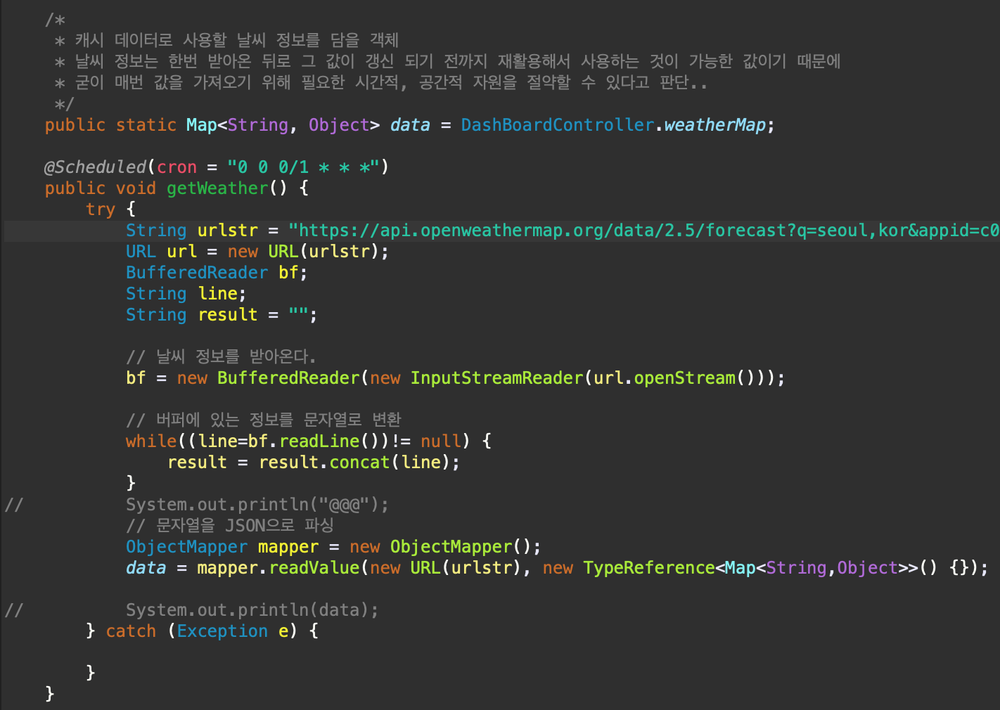 /*
 * 캐시 데이터로 사용할 날씨 정보를 담을 객체
 * 날씨 정보는 한번 받아온 뒤로 그 값이 갱신 되기 전까지 재활용해서 사용하는 것이 가능한 값이기 때문에
 * 굳이 매번 값을 가져오기 위해 필요한 시간적, 공간적 자원을 절약할 수 있다고 판단..
 */
public static Map<String, Object> data = DashBoardController.weatherMap;
@Scheduled(cron = "0 0 0/1 * * *")
public void getWeather() {
try {
String urlstr = "https://api.openweathermap.org/data/2.5/forecast?q=seoul,kor&appid=c0
URL url = new URL(urlstr);
BufferedReader bf;
String line;
String result = "";
// 날씨 정보를 받아온다.
bf = new BufferedReader(new InputStreamReader(url.openStream()));
// 버퍼에 있는 정보를 문자열로 변환
while((line=bf.readLine())!= null) {
result = result.concat(line);
}
// System.out.println("@@@");
// 문자열을 JSON으로 파싱
ObjectMapper mapper = new ObjectMapper();
data = mapper.readValue(new URL(urlstr), new TypeReference<Map<String,Object>>() {});
// System.out.println(data);
} catch (Exception e) {
}
}